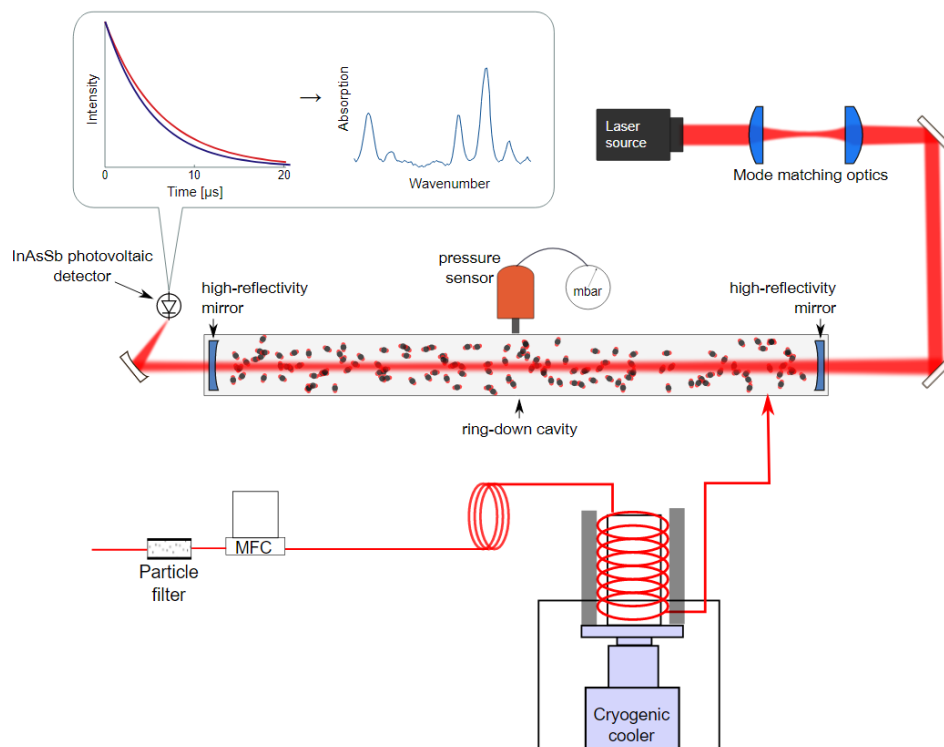 Intensity
0
10
20
Time [µs]
→
Absorption
Wavenumber
Laser
source
Mode matching optics
InAsSb photovoltaic
detector
high-reflectivity
mirror
pressure
sensor
mbar
high-reflectivity
mirror
ring-down cavity
MFC
Particle
filter
Cryogenic
cooler